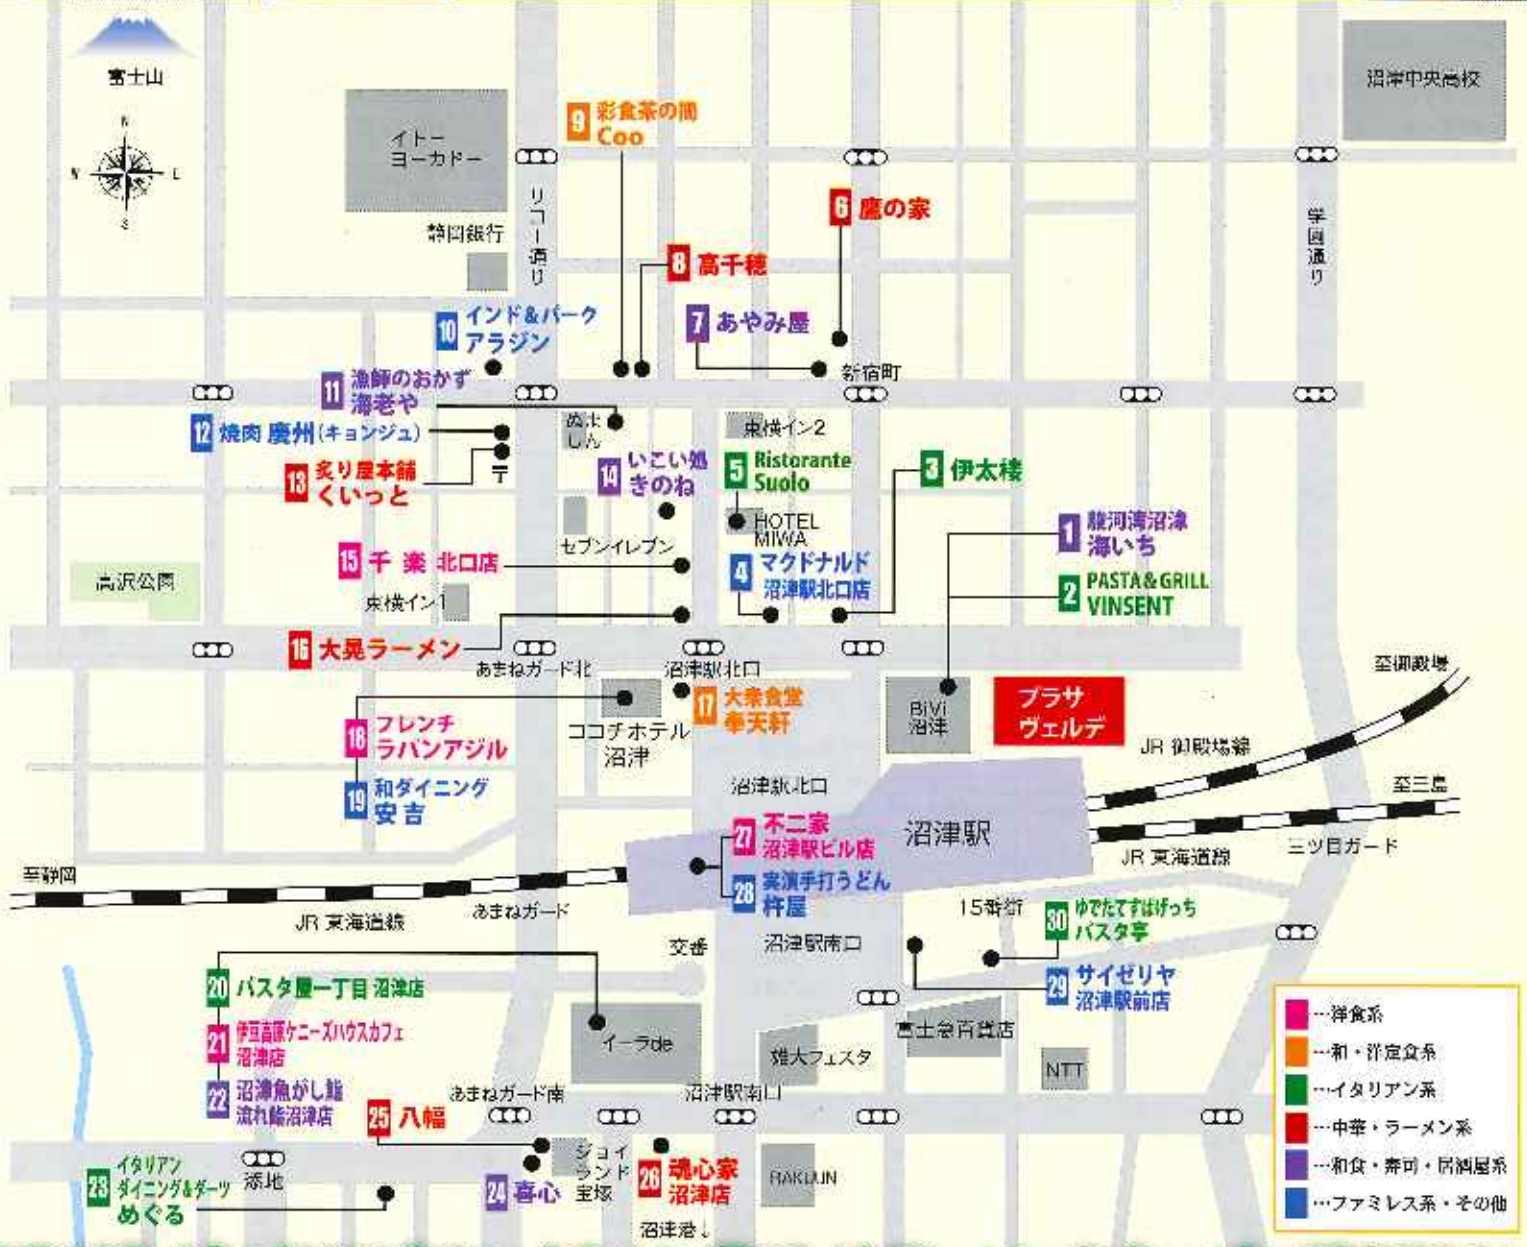 富士山
N
W
E
S
イトー
ヨーカドー
静岡銀行
リコー通り
9 彩食茶の間
Coo
沼津中央高校
学園通り
6 鷹の家
8 高千穂
7 あやみ屋
新宿町
10 インド&パーク
アラジン
11 漁師のおかず
海老や
12 焼肉 慶州(キョンジュ)
13 炙り屋本舗
くいっと
〒
ぬま
しん
東横イン2
14 いこい処
きのね
5 Ristorante
Suolo
HOTEL
MIWA
3 伊太楼
1 駿河湾沼津
海いち
2 PASTA&GRILL
VINSENT
セブンイレブン
15 千楽 北口店
4 マクドナルド
沼津駅北口店
高沢公園
東横イン1
16 大晃ラーメン
あまねガード北
沼津駅北口
17 大衆食堂
奉天軒
ココチホテル
沼津
18 フレンチ
ラパンアジル
19 和ダイニング
安吉
BiVi
沼津
プラサ
ヴェルデ
至御殿場
JR 御殿場線
至三島
JR 東海道線
三ツ目ガード
沼津駅北口
沼津駅
27 不二家
沼津駅ビル店
28 実演手打うどん
杵屋
至静岡
JR 東海道線
あまねガード
交番
沼津駅南口
15番街
30 ゆでたてすぱげっち
パスタ亭
29 サイゼリヤ
沼津駅前店
20 パスタ屋一丁目 沼津店
21 伊豆高原ケニーズハウスカフェ
沼津店
22 沼津魚がし鮨
流れ鮨沼津店
イーラde
雄大フェスタ
富士急百貨店
NTT
あまねガード南
沼津駅南口
25 八幡
23 イタリアン
ダイニング&ダーツ
めぐる
添地
24 喜心
ジョイ
ランド
宝塚
26 魂心家
沼津店
RAKUUN
沼津港↓
…洋食系
…和・洋定食系
…イタリアン系
…中華・ラーメン系
…和食・寿司・居酒屋系
…ファミレス系・その他